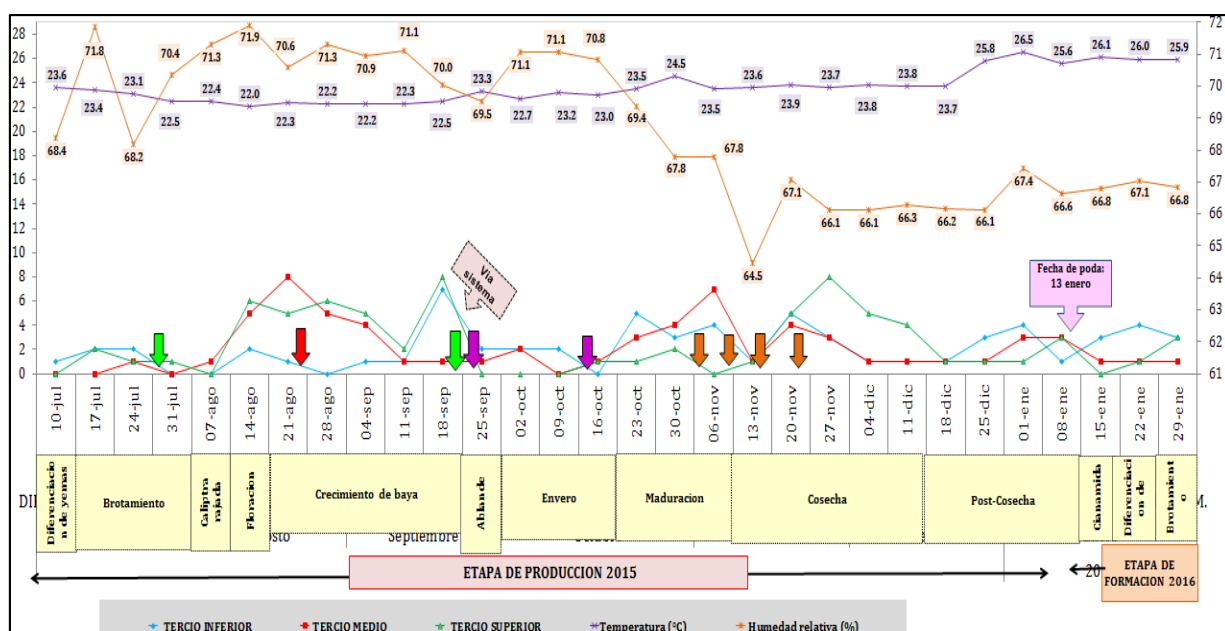 28
26
24
22
20
18
16
14
12
10
8
6
4
2
0
72
71
70
69
68
67
66
65
64
63
62
61
68.4
71.8
68.2
70.4
71.3
71.9
70.6
71.3
70.9
71.1
70.0
69.5
71.1
71.1
70.8
69.4
67.8
67.8
64.5
67.1
66.1
66.1
66.3
66.2
66.1
67.4
66.6
66.8
67.1
66.8
23.6
23.4
23.1
22.5
22.4
22.0
22.3
22.2
22.2
22.3
22.5
23.3
22.7
23.2
23.0
23.5
24.5
23.5
23.6
23.9
23.7
23.8
23.8
23.7
25.8
26.5
25.6
26.1
26.0
25.9
Via
sistema
Fecha de poda:
13 enero
10-jul
17-jul
24-jul
31-jul
07-ago
14-ago
21-ago
28-ago
04-sep
11-sep
18-sep
25-sep
02-oct
09-oct
16-oct
23-oct
30-oct
06-nov
13-nov
20-nov
27-nov
04-dic
11-dic
18-dic
25-dic
01-ene
08-ene
15-ene
22-ene
29-ene
Diferenciacio
n de yemas
Brotamiento
Caliptra
rajada
Floracion
Crecimiento de baya
Ablande
Envero
Maduracion
Cosecha
Post-Cosecha
Cianamida
Diferenciaci
on de
Brotamient
o
M.
osto
Septiembre
20
ETAPA DE PRODUCCION 2015
ETAPA DE
FORMACION 2016
TERCIO INFERIOR
TERCIO MEDIO
TERCIO SUPERIOR
Temperatura (°C)
Humedad relativa (%)